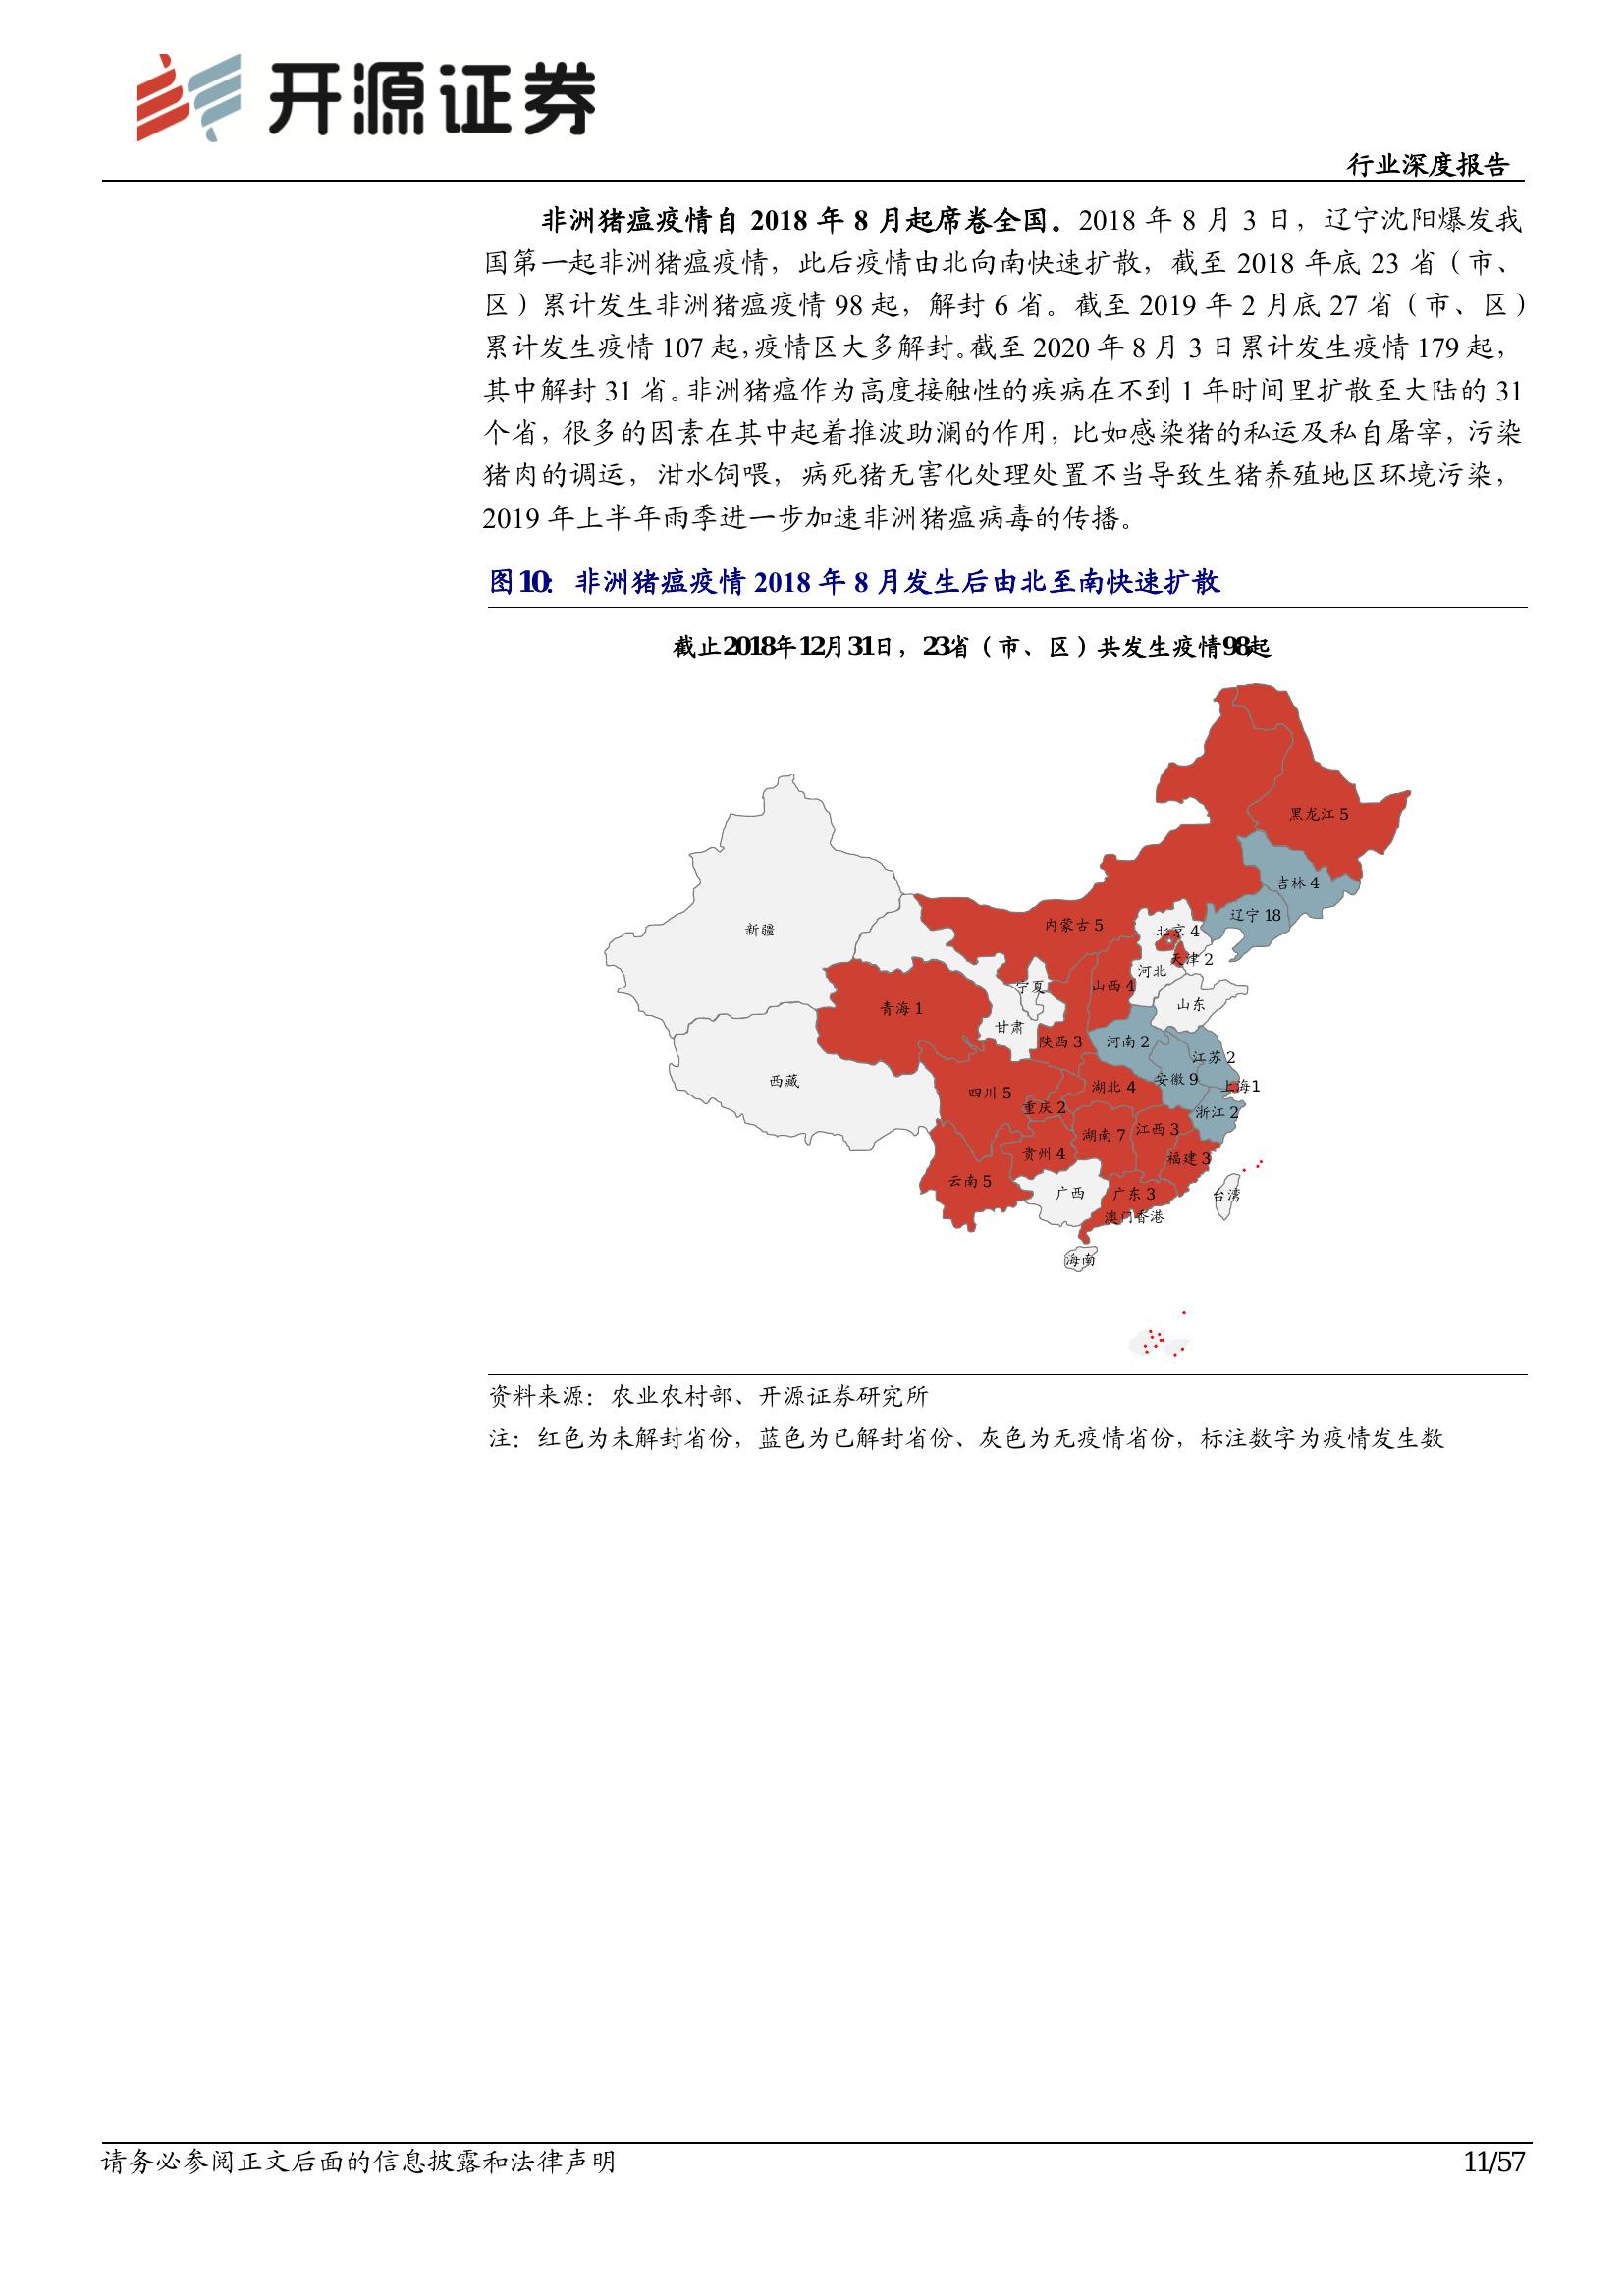 开源证券
行业深度报告
非洲猪瘟疫情自 2018 年 8 月起席卷全国。2018 年 8 月 3 日，辽宁沈阳爆发我
国第一起非洲猪瘟疫情，此后疫情由北向南快速扩散，截至 2018 年底 23 省（市、
区）累计发生非洲猪瘟疫情 98 起，解封 6 省。截至 2019 年 2 月底 27 省（市、区）
累计发生疫情 107 起，疫情区大多解封。截至 2020 年 8 月 3 日累计发生疫情 179 起，
其中解封 31 省。非洲猪瘟作为高度接触性的疾病在不到 1 年时间里扩散至大陆的 31
个省，很多的因素在其中起着推波助澜的作用，比如感染猪的私运及私自屠宰，污染
猪肉的调运，泔水饲喂，病死猪无害化处理处置不当导致生猪养殖地区环境污染，
2019 年上半年雨季进一步加速非洲猪瘟病毒的传播。
图10：非洲猪瘟疫情 2018 年 8 月发生后由北至南快速扩散
截止2018年12月31日，23省（市、区）共发生疫情98起
黑龙江 5
吉林 4
辽宁 18
内蒙古 5
北京 4
新疆
天津 2
河北
宁夏
山西 4
山东
青海 1
甘肃
陕西 3
河南 2
江苏 2
西藏
安徽 9
上海1
四川 5
湖北 4
重庆 2
浙江 2
湖南 7
江西 3
贵州 4
福建 3
云南 5
广西
广东 3
台湾
澳门香港
海南
资料来源：农业农村部、开源证券研究所
注：红色为未解封省份，蓝色为已解封省份、灰色为无疫情省份，标注数字为疫情发生数
请务必参阅正文后面的信息披露和法律声明
11/57